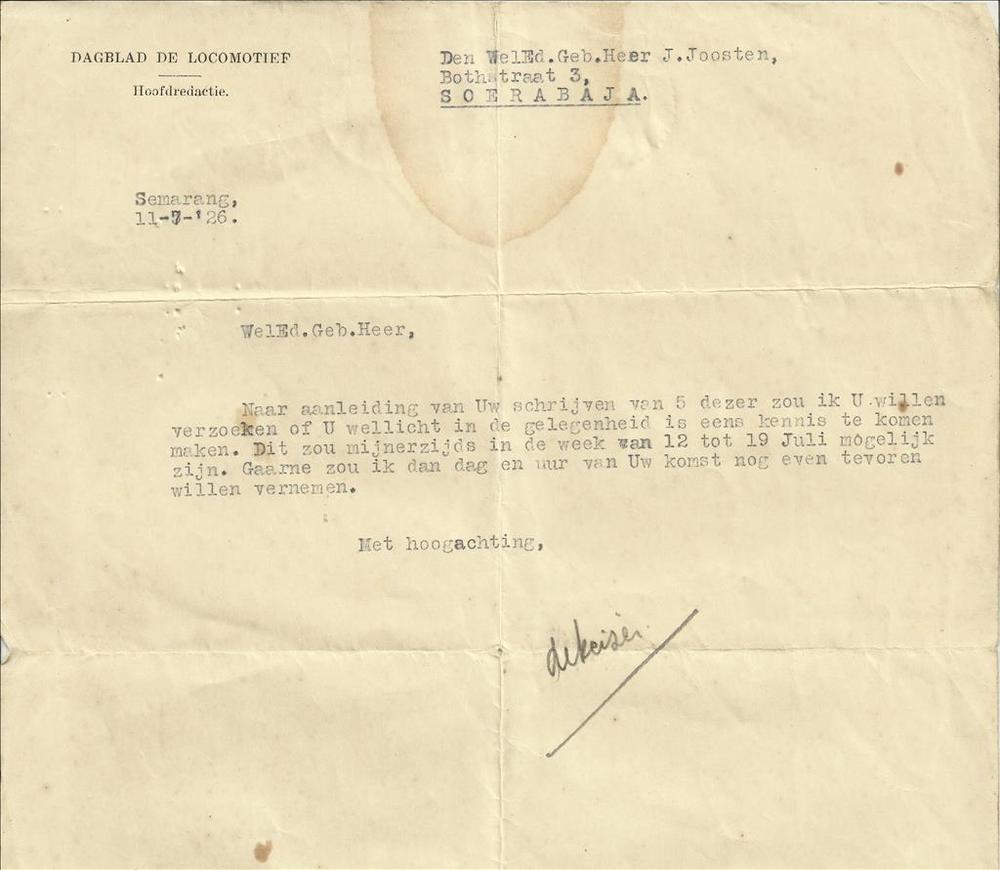 DAGBLAD DE LOCOMOTIEF
Hoofdredactie.
Den WelEd.Geb.Heer J.Joosten,
Bothstraat 3,
SOERABAJA.
Semarang,
11-7-'26.
WelEd.Geb.Heer,
Naar aanleiding van Uw schrijven van 5 dezer zou ik U willen
verzoeken of U wellicht in de gelegenheid is eens kennis te komen
maken. Dit zou mijnerzijds in de week van 12 tot 19 Juli mogelijk
zijn. Gaarne zou ik dan dag en uur van Uw komst nog even tevoren
willen vernemen.
Met hoogachting,